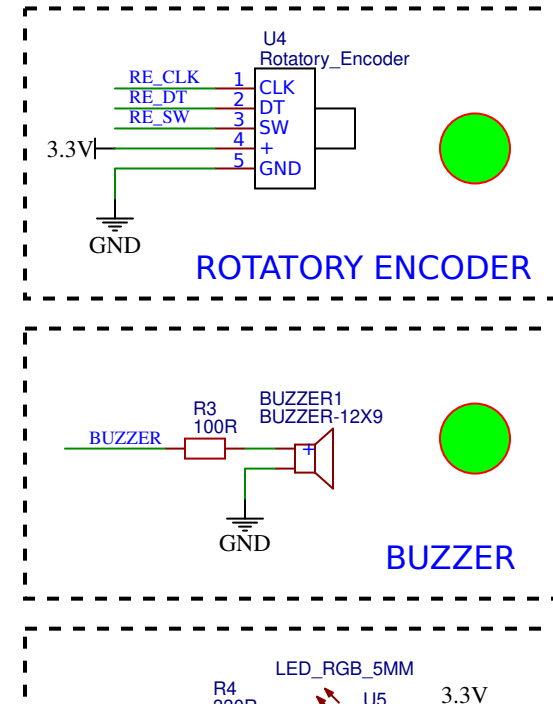 U4
Rotatory_Encoder
RE_CLK 1 CLK
RE_DT 2 DT
RE_SW 3 SW
3.3V 4 +
5 GND
GND
ROTATORY ENCODER
BUZZER1
R3 BUZZER-12X9
100R
BUZZER +
GND
BUZZER
LED_RGB_5MM
R4 U5 3.3V